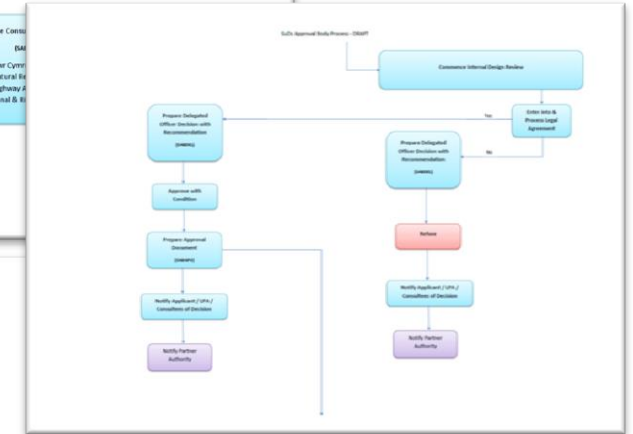 SuDs Approval Body Process - DRAFT
Commence Internal Design Review
Yes
Enter into &
Process Legal
Agreement
No
Prepare Delegated
Officer Decision with
Recommendation
Prepare Delegated
Officer Decision with
Recommendation
Approve with
Condition
Refuse
Prepare Approval
Document
Notify Applicant / LPA /
Consultees of Decision
Notify Applicant / LPA /
Consultees of Decision
Notify Partner
Authority
Notify Partner
Authority